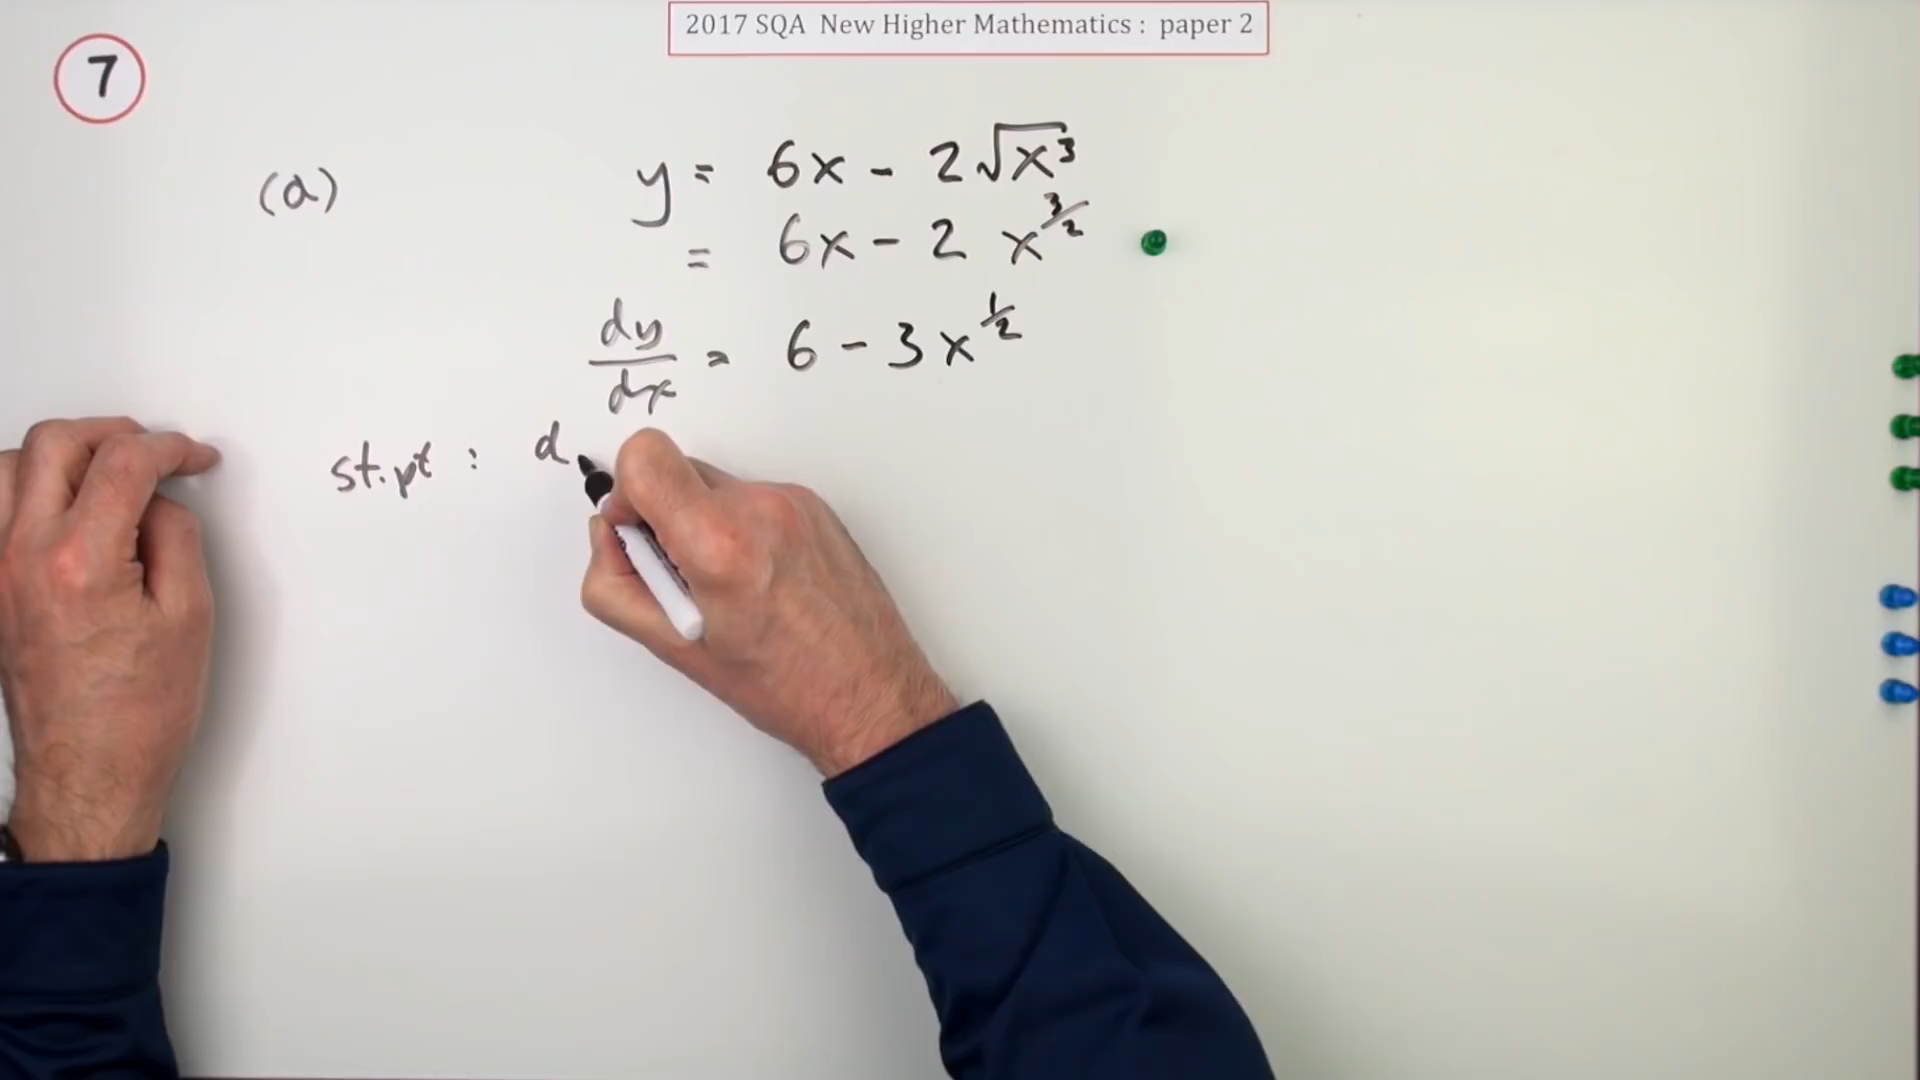 2017 SQA New Higher Mathematics : paper 2
7
(a) y = 6x - 2√x³
= 6x - 2 x^3/2
dy/dx = 6 - 3x^1/2
st.pt : d